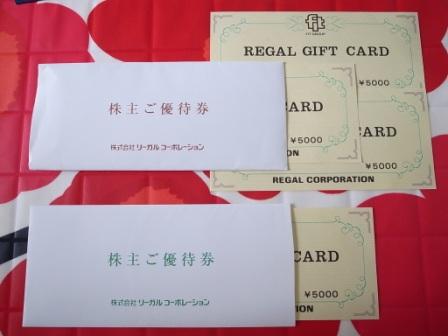 REGAL GIFT CARD
¥5000
株主ご優待券
株式会社 リーガル コーポレーション
CARD
¥5000
CARD
¥5000
ION
REGAL CORPORATION
株主ご優待券
株式会社 リーガル コーポレーション
CARD
¥5000
ION